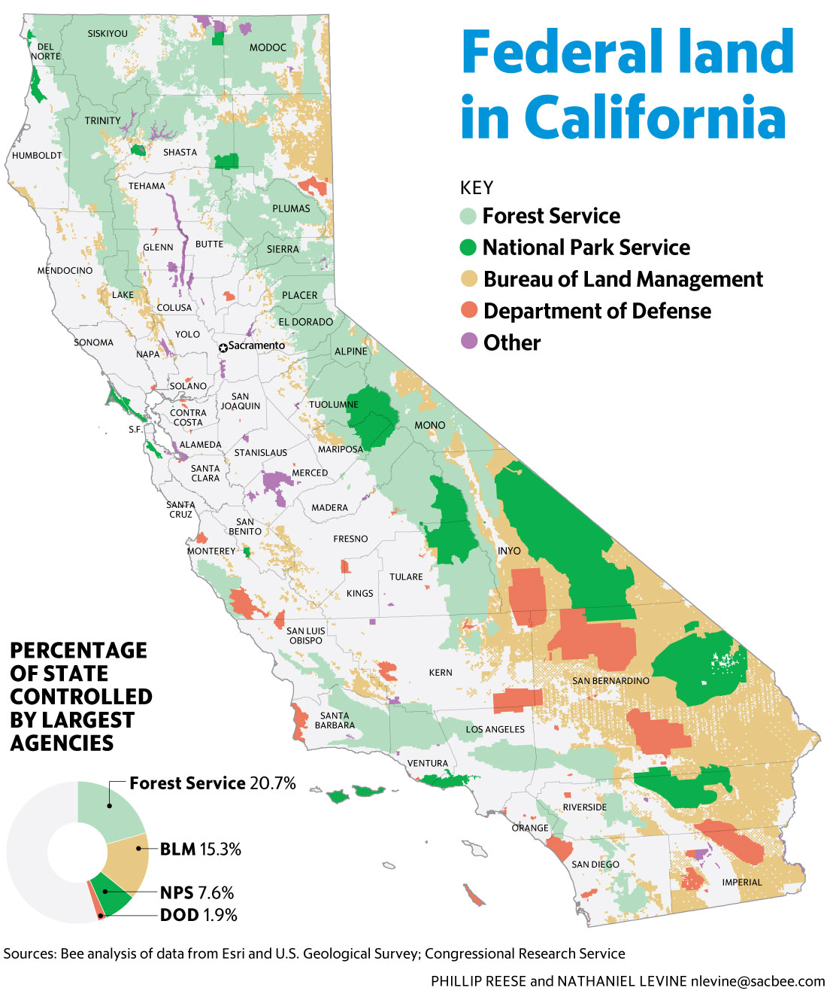 Federal land
in California
KEY
Forest Service
National Park Service
Bureau of Land Management
Department of Defense
Other
SISKIYOU
MODOC
DEL
NORTE
TRINITY
HUMBOLDT
SHASTA
TEHAMA
PLUMAS
GLENN
BUTTE
SIERRA
MENDOCINO
LAKE
PLACER
COLUSA
EL DORADO
YOLO
SONOMA
Sacramento
NAPA
ALPINE
SOLANO
SAN
JOAQUIN
TUOLUMNE
CONTRA
COSTA
MONO
S.F.
ALAMEDA
STANISLAUS
MARIPOSA
SANTA
CLARA
MERCED
SANTA
CRUZ
MADERA
SAN
BENITO
FRESNO
MONTEREY
INYO
TULARE
KINGS
SAN LUIS
OBISPO
KERN
SAN BERNARDINO
SANTA
BARBARA
LOS ANGELES
VENTURA
RIVERSIDE
ORANGE
SAN DIEGO
IMPERIAL
PERCENTAGE
OF STATE
CONTROLLED
BY LARGEST
AGENCIES
Forest Service 20.7%
BLM 15.3%
NPS 7.6%
DOD 1.9%
Sources: Bee analysis of data from Esri and U.S. Geological Survey; Congressional Research Service
PHILLIP REESE and NATHANIEL LEVINE nlevine@sacbee.com